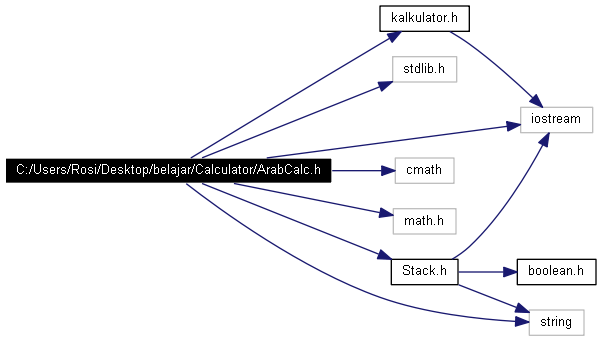 kalkulator.h
stdlib.h
iostream
C:/Users/Rosi/Desktop/belajar/Calculator/ArabCalc.h
cmath
math.h
Stack.h
boolean.h
string